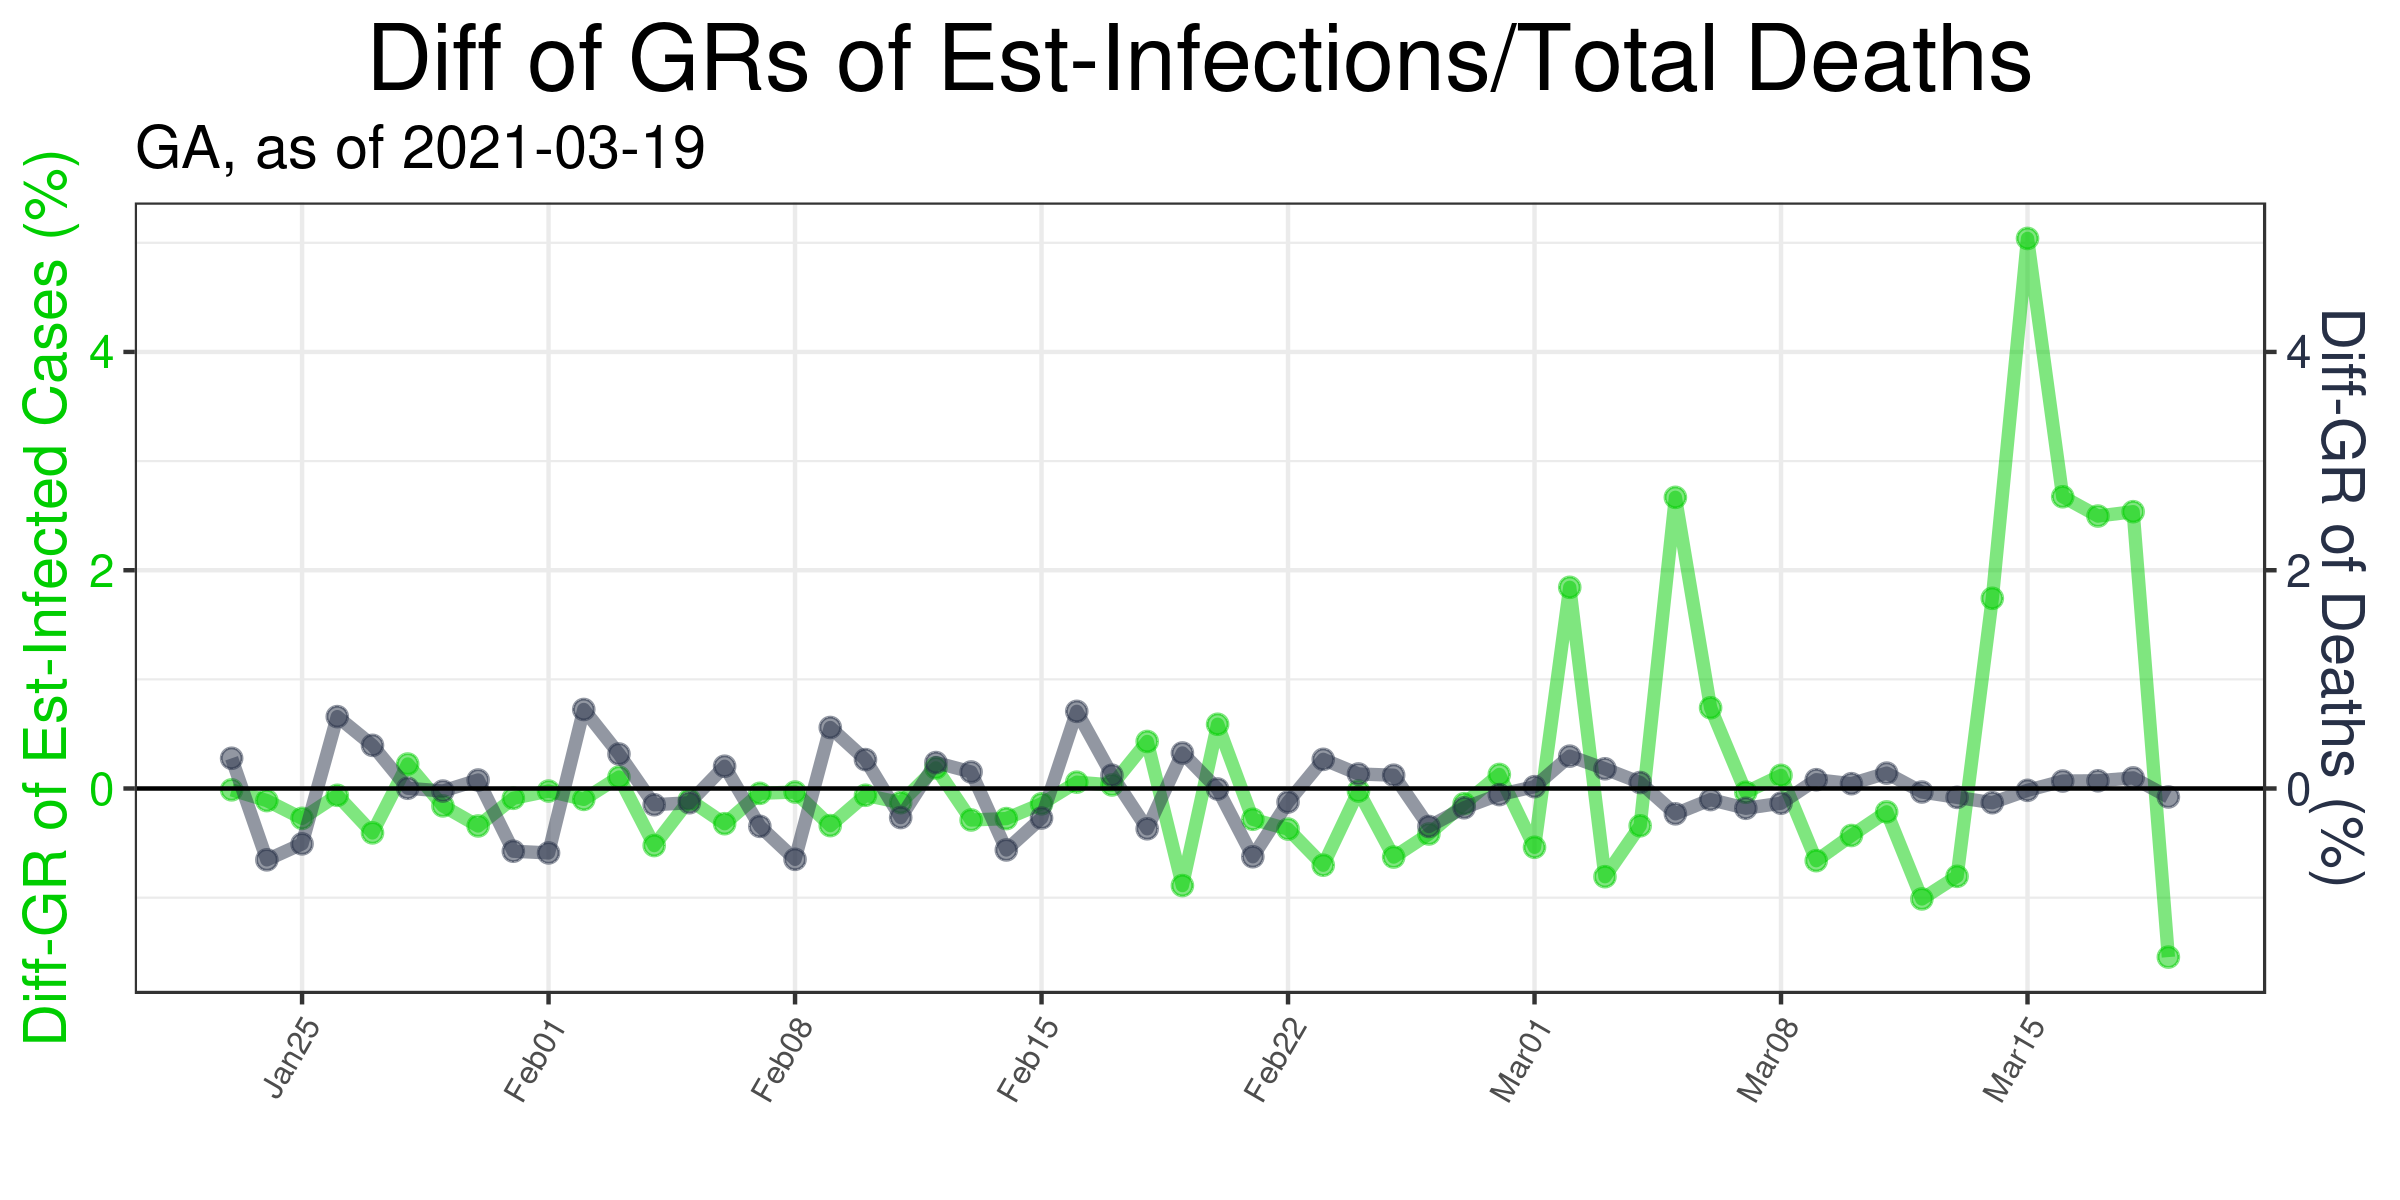 Diff of GRs of Est-Infections/Total Deaths
GA, as of 2021-03-19
Diff-GR of Est-Infected Cases (%)
4
2
0
4
2
0
Diff-GR of Deaths (%)
Jan25
Feb01
Feb08
Feb15
Feb22
Mar01
Mar08
Mar15